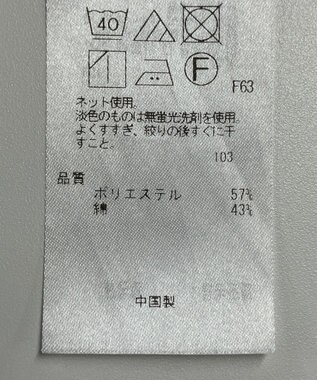 40
F
F63
ネット使用。
淡色のものは無蛍光洗剤を使用。
よくすすぎ、絞りの後すぐに干
すこと。
103
品質
ポリエステル 57%
綿 43%
中国製